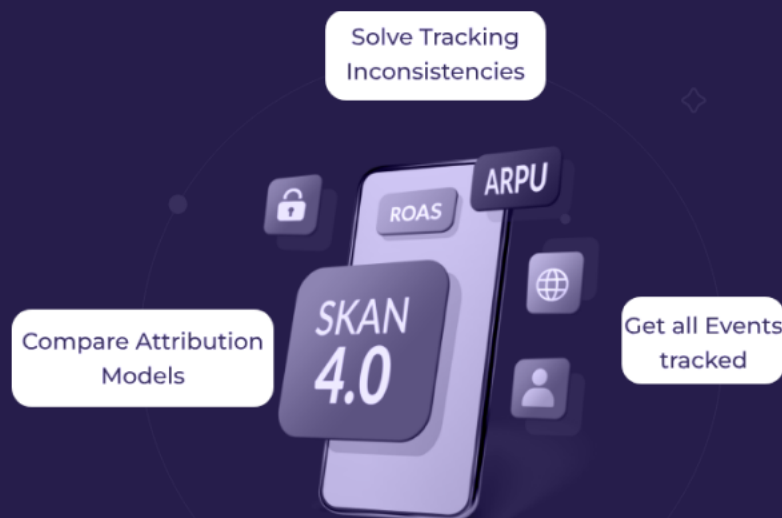 Solve Tracking
Inconsistencies
ARPU
ROAS
SKAN
4.0
Compare Attribution
Models
Get all Events
tracked